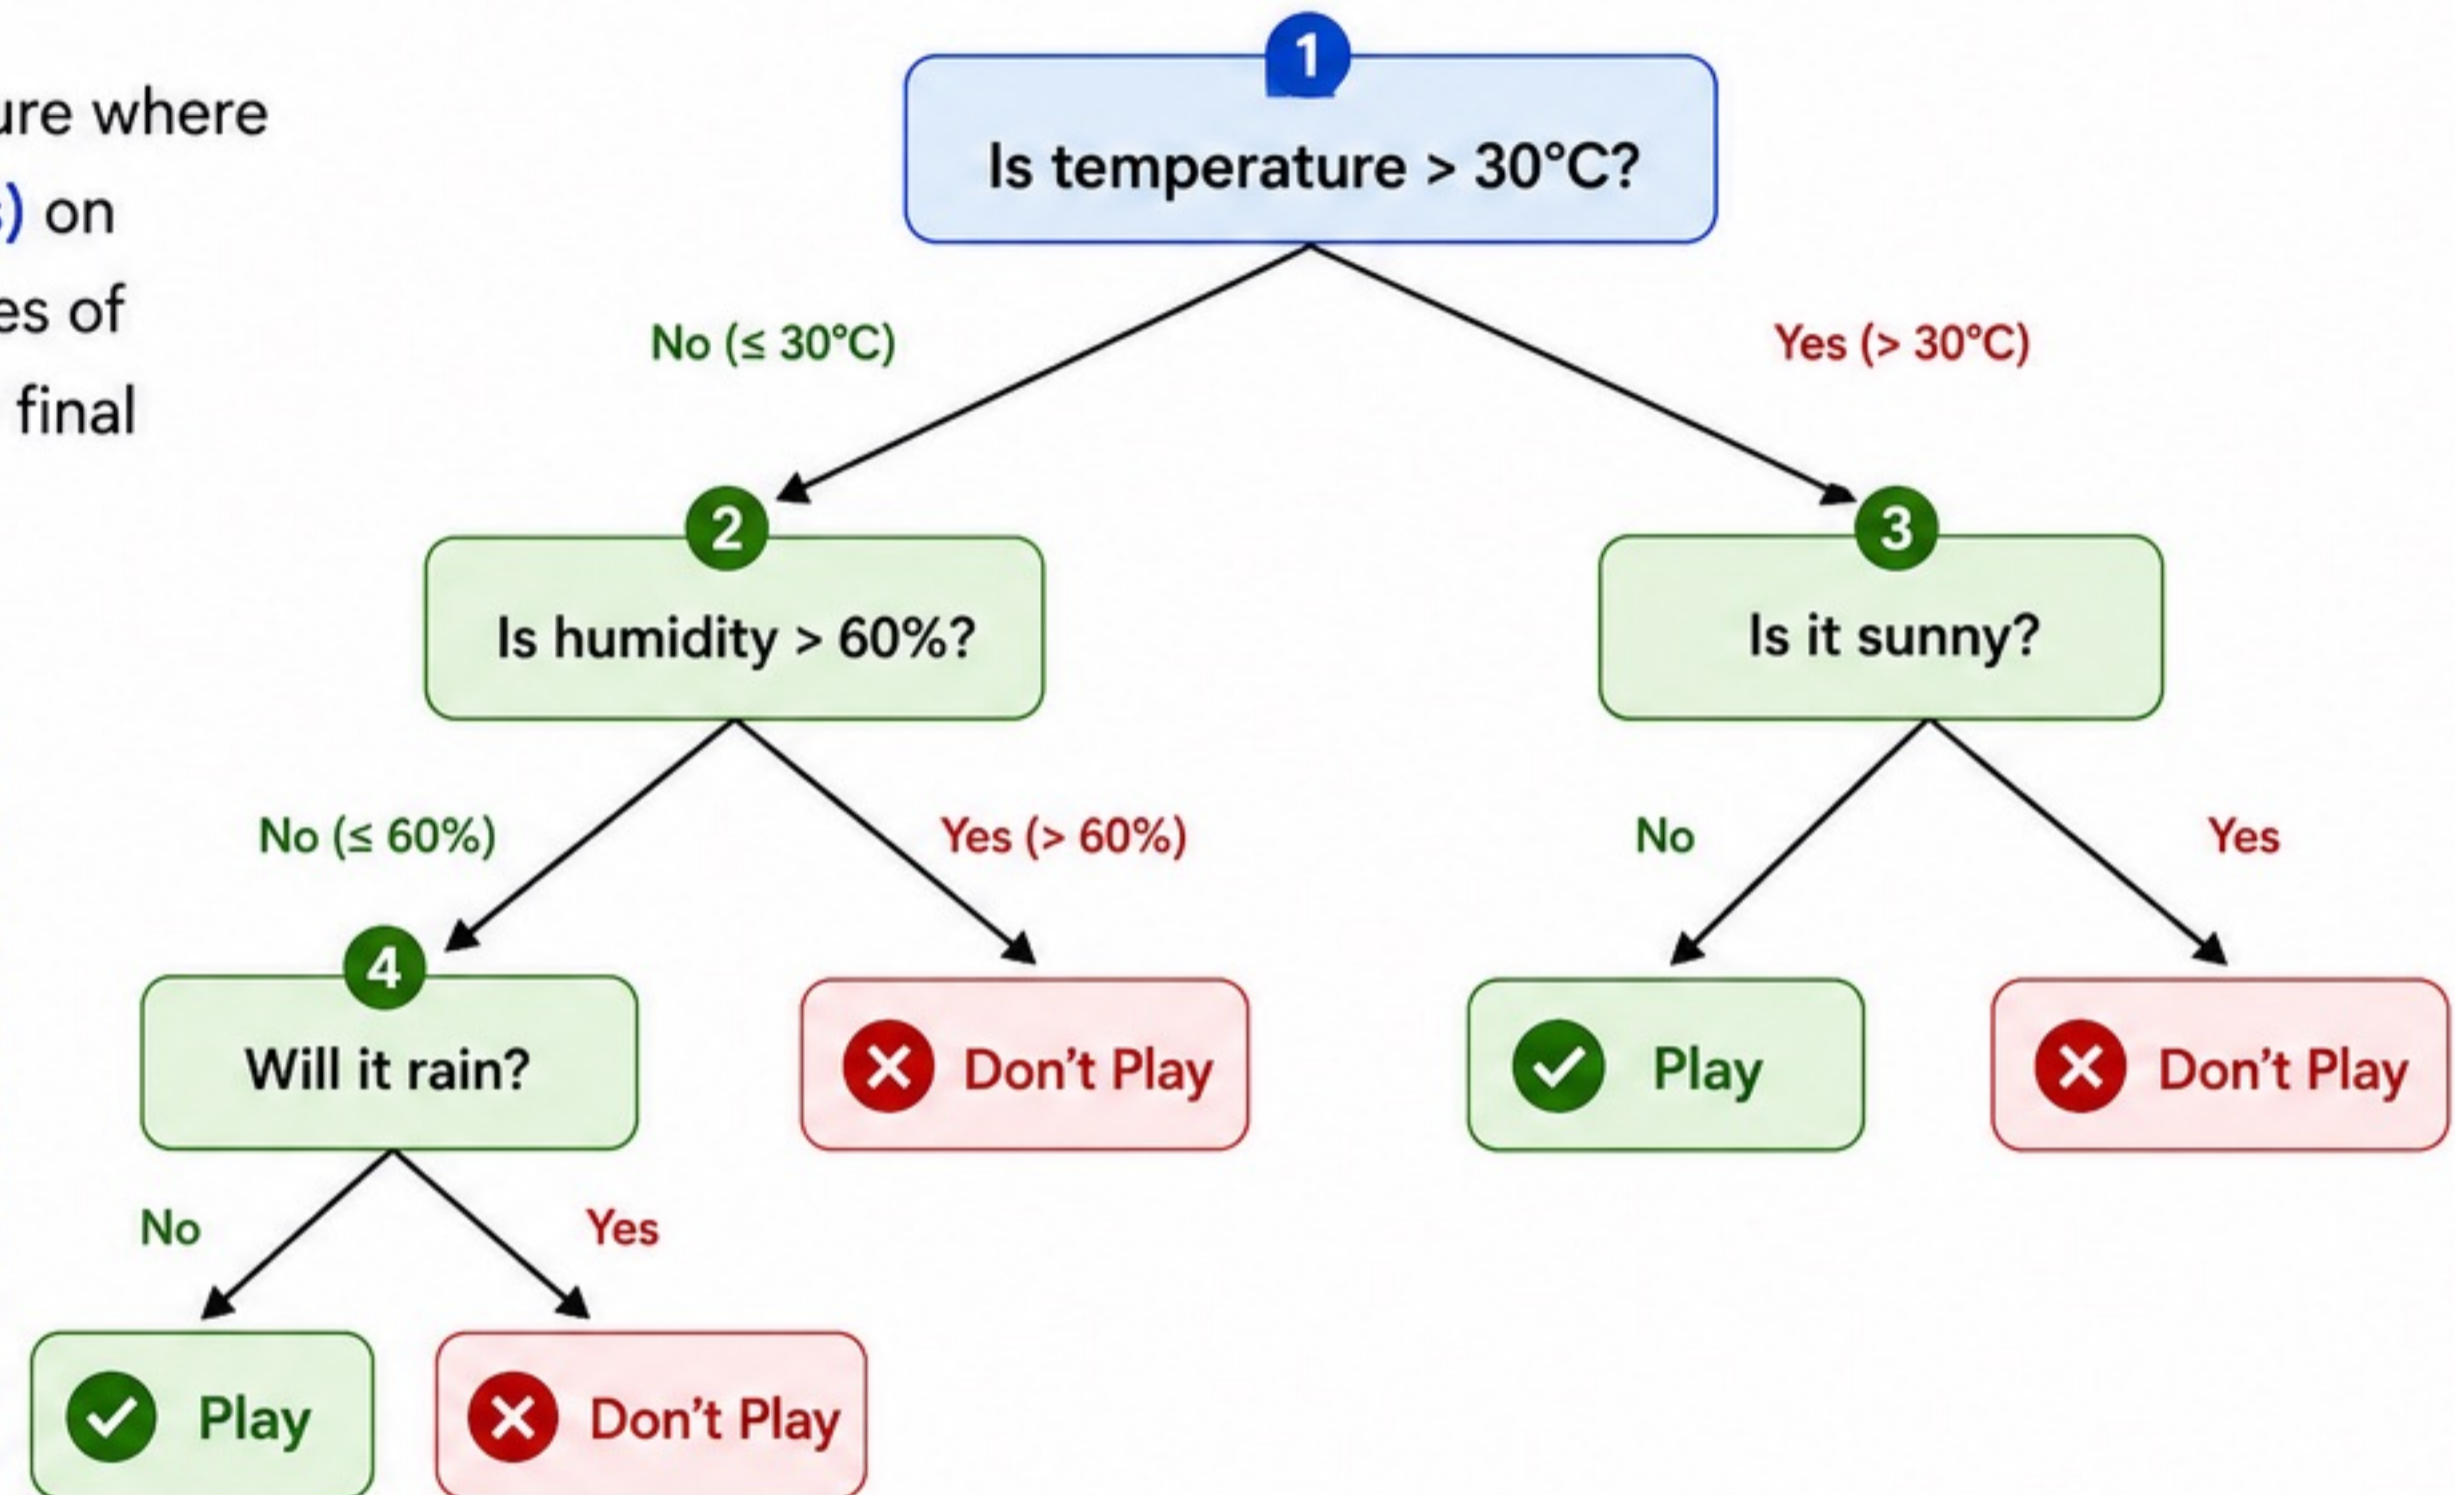 ure where
s) on
es of
final
1
Is temperature > 30°C?
No (≤ 30°C)
Yes (> 30°C)
2
Is humidity > 60%?
3
Is it sunny?
No (≤ 60%)
Yes (> 60%)
No
Yes
4
Will it rain?
Don't Play
Play
Don't Play
No
Yes
Play
Don't Play